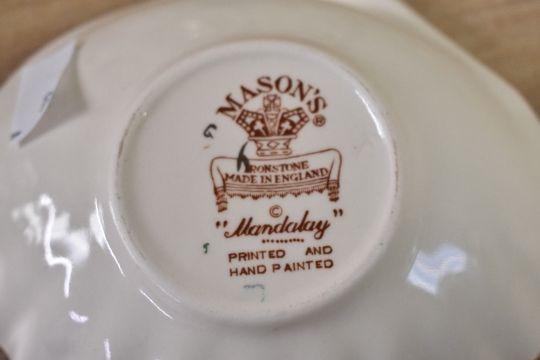 MASON'S
®
IRONSTONE
MADE IN ENGLAND
©
"Mandalay"
PRINTED AND
HAND PAINTED
G